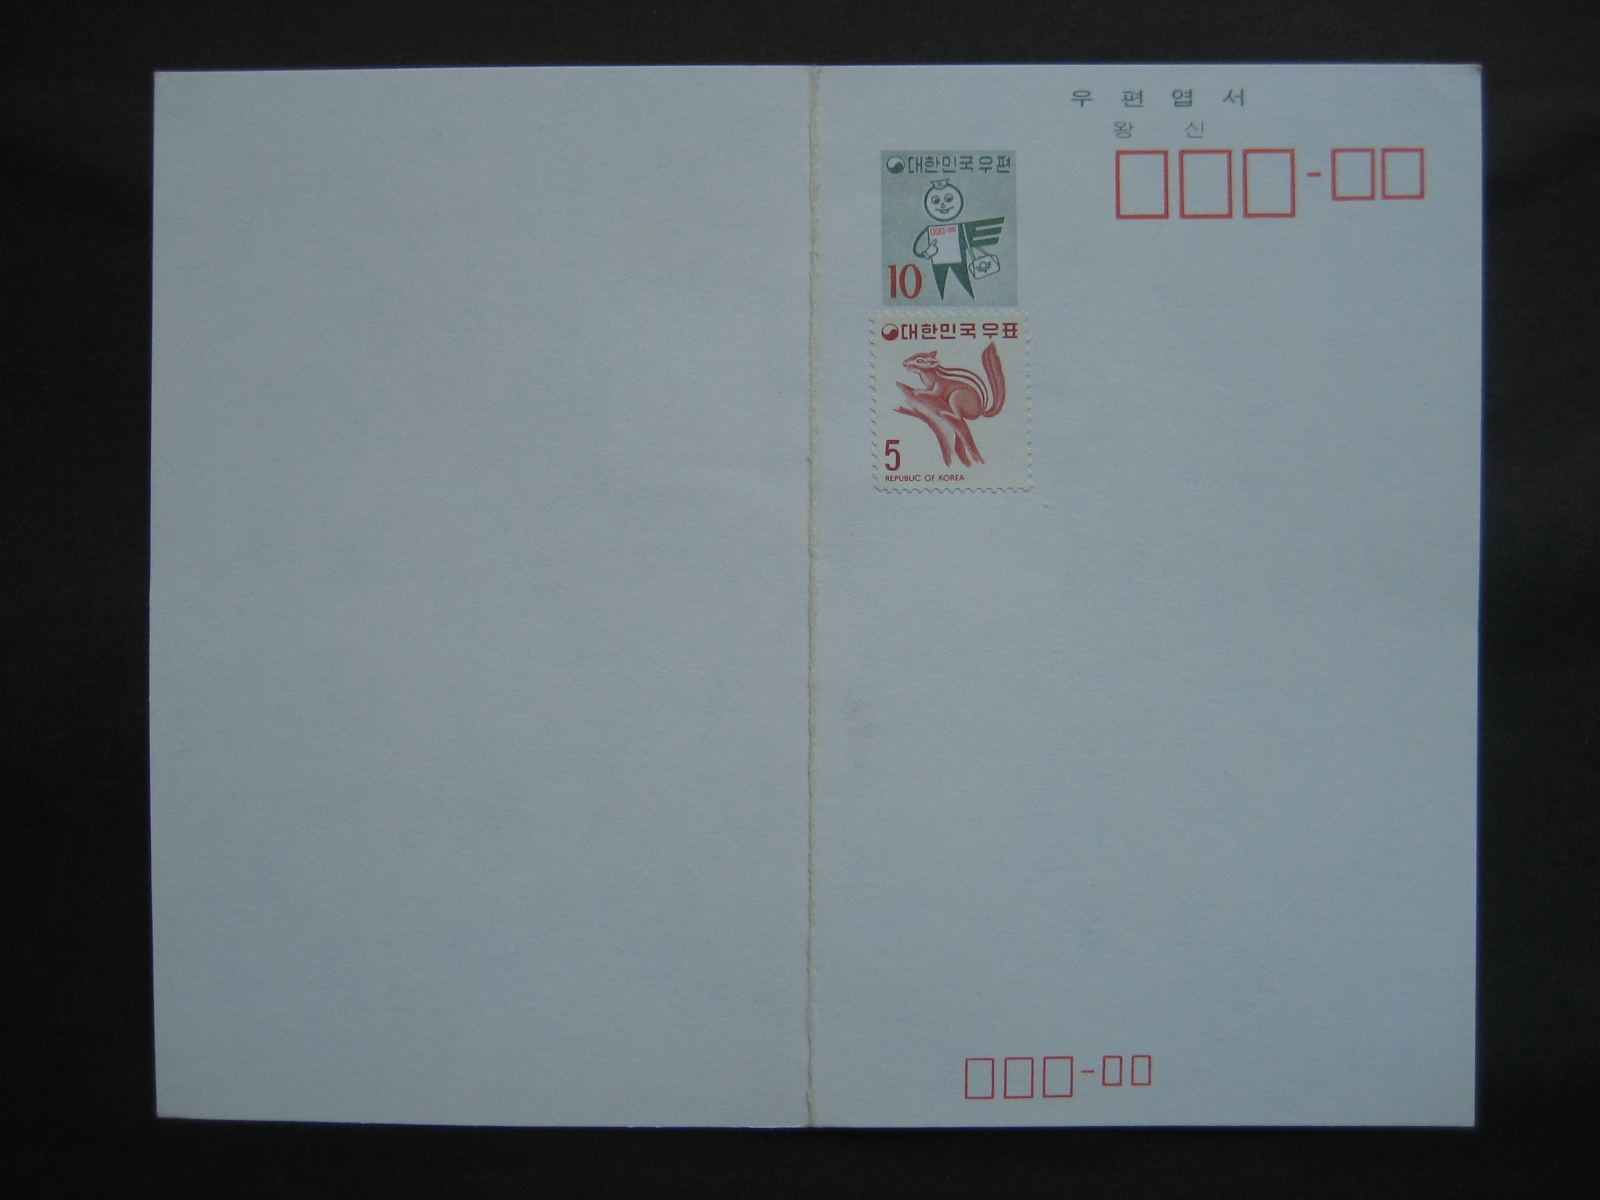 우 편 엽 서
왕 신
대한민국우편
10
대한민국우표
5
REPUBLIC OF KOREA